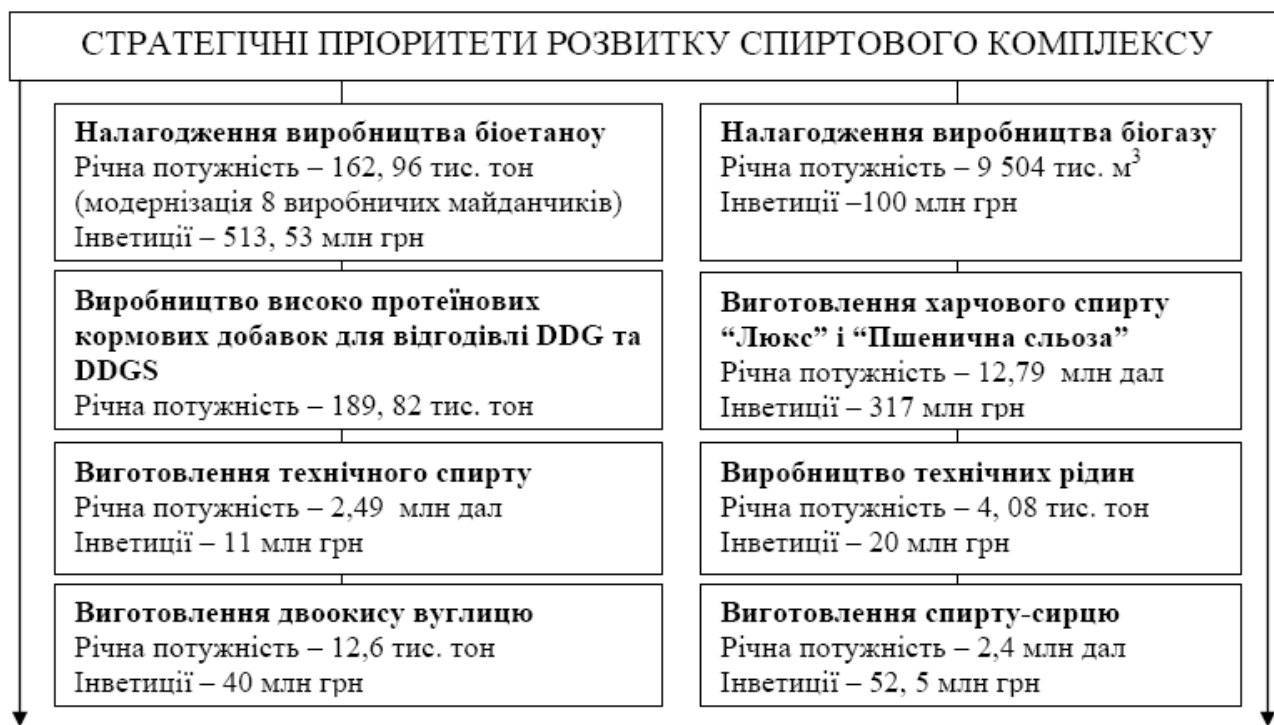 СТРАТЕГІЧНІ ПРІОРИТЕТИ РОЗВИТКУ СПИРТОВОГО КОМПЛЕКСУ
Налагодження виробництва біоетаноу
Річна потужність – 162, 96 тис. тон
(модернізація 8 виробничих майданчиків)
Інветиції – 513, 53 млн грн
Налагодження виробництва біогазу
Річна потужність – 9 504 тис. м³
Інветиції –100 млн грн
Виробництво високо протеїнових
кормових добавок для відгодівлі DDG та
DDGS
Річна потужність – 189, 82 тис. тон
Виготовлення харчового спирту
“Люкс” і “Пшенична сльоза”
Річна потужність – 12,79 млн дал
Інветиції – 317 млн грн
Виготовлення технічного спирту
Річна потужність – 2,49 млн дал
Інветиції – 11 млн грн
Виробництво технічних рідин
Річна потужність – 4, 08 тис. тон
Інветиції – 20 млн грн
Виготовлення двоокису вуглицю
Річна потужність – 12,6 тис. тон
Інветиції – 40 млн грн
Виготовлення спирту-сирцю
Річна потужність – 2,4 млн дал
Інветиції – 52, 5 млн грн